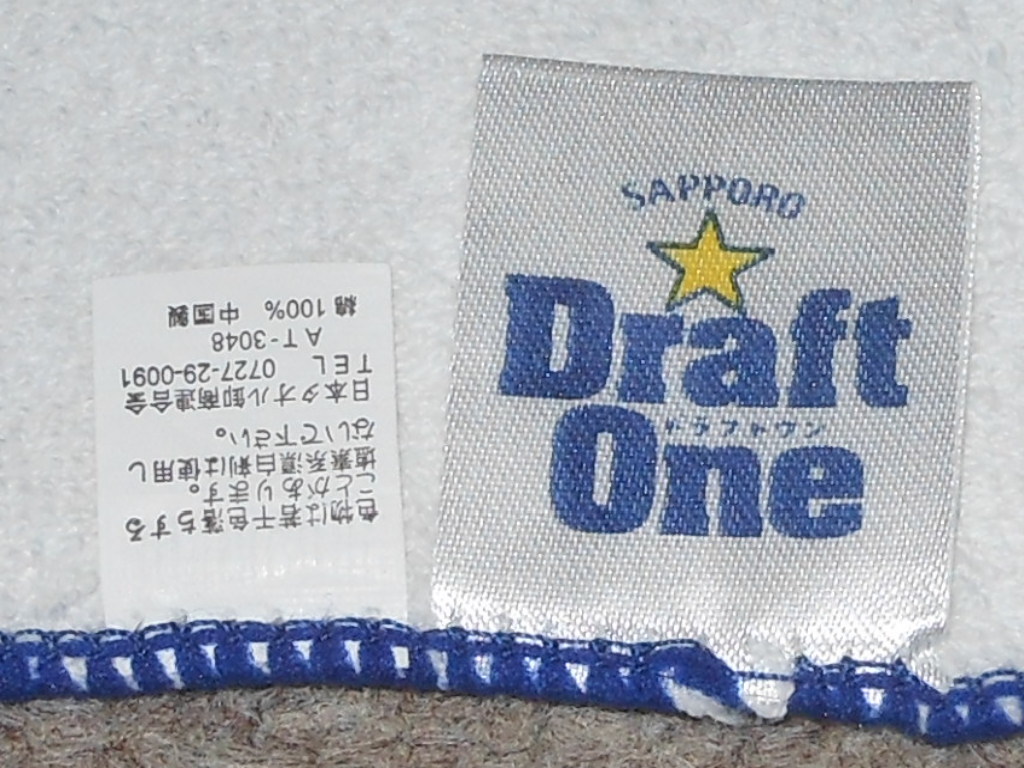 SAPPORO
Draft
ドラフトワン
One
綿 100% 中国製
AT-3048
TEL 0727-29-0091
日本タオル卸商連合会
ないで下さい。
塩素系漂白剤は使用し
ことがあります。
色物は若干色落ちする